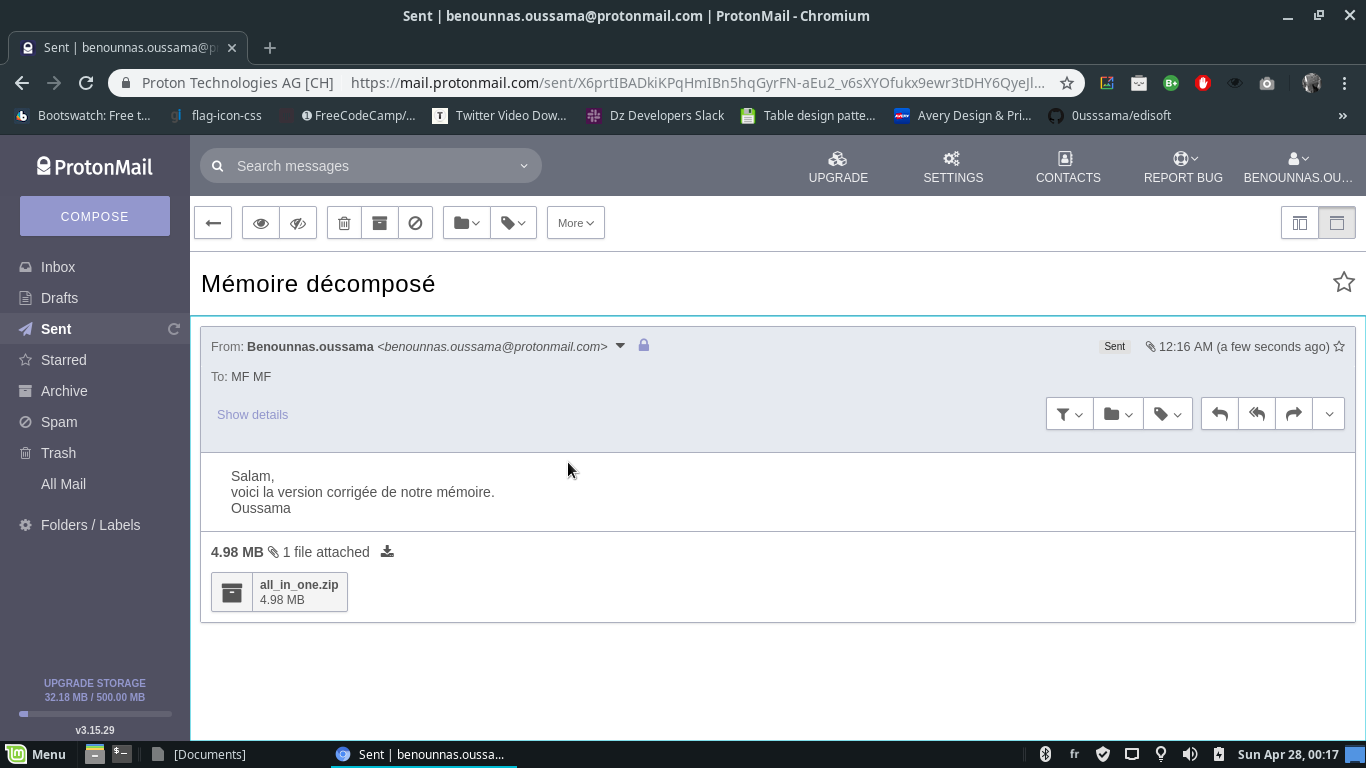 Sent | benounnas.oussama@protonmail.com | ProtonMail - Chromium
Sent | benounnas.oussama@p
Proton Technologies AG [CH] https://mail.protonmail.com/sent/X6prtIBADkiKPqHmIBn5hqGyrFN-aEu2_v6sXYOfukx9ewr3tDHY6QyeJl...
Bootswatch: Free t... flag-icon-css FreeCodeCamp/... T Twitter Video Dow... Dz Developers Slack Table design patte... Avery Design & Pri... 0usssama/edisoft »
ProtonMail
Search messages
UPGRADE SETTINGS CONTACTS REPORT BUG BENOUNNAS.OU...
COMPOSE
More
Inbox
Drafts
Sent
Starred
Archive
Spam
Trash
All Mail
Folders / Labels
Mémoire décomposé
From: Benounnas.oussama <benounnas.oussama@protonmail.com> Sent 12:16 AM (a few seconds ago)
To: MF MF
Show details
Salam,
voici la version corrigée de notre mémoire.
Oussama
4.98 MB 1 file attached
all_in_one.zip
4.98 MB
UPGRADE STORAGE
32.18 MB / 500.00 MB
v3.15.29
Menu [Documents] Sent | benounnas.oussa... fr Sun Apr 28, 00:17